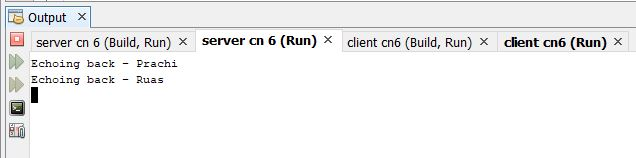 Output ×
server cn 6 (Build, Run) × server cn 6 (Run) × client cn6 (Build, Run) × client cn6 (Run) ×
Echoing back - Prachi
Echoing back - Ruas